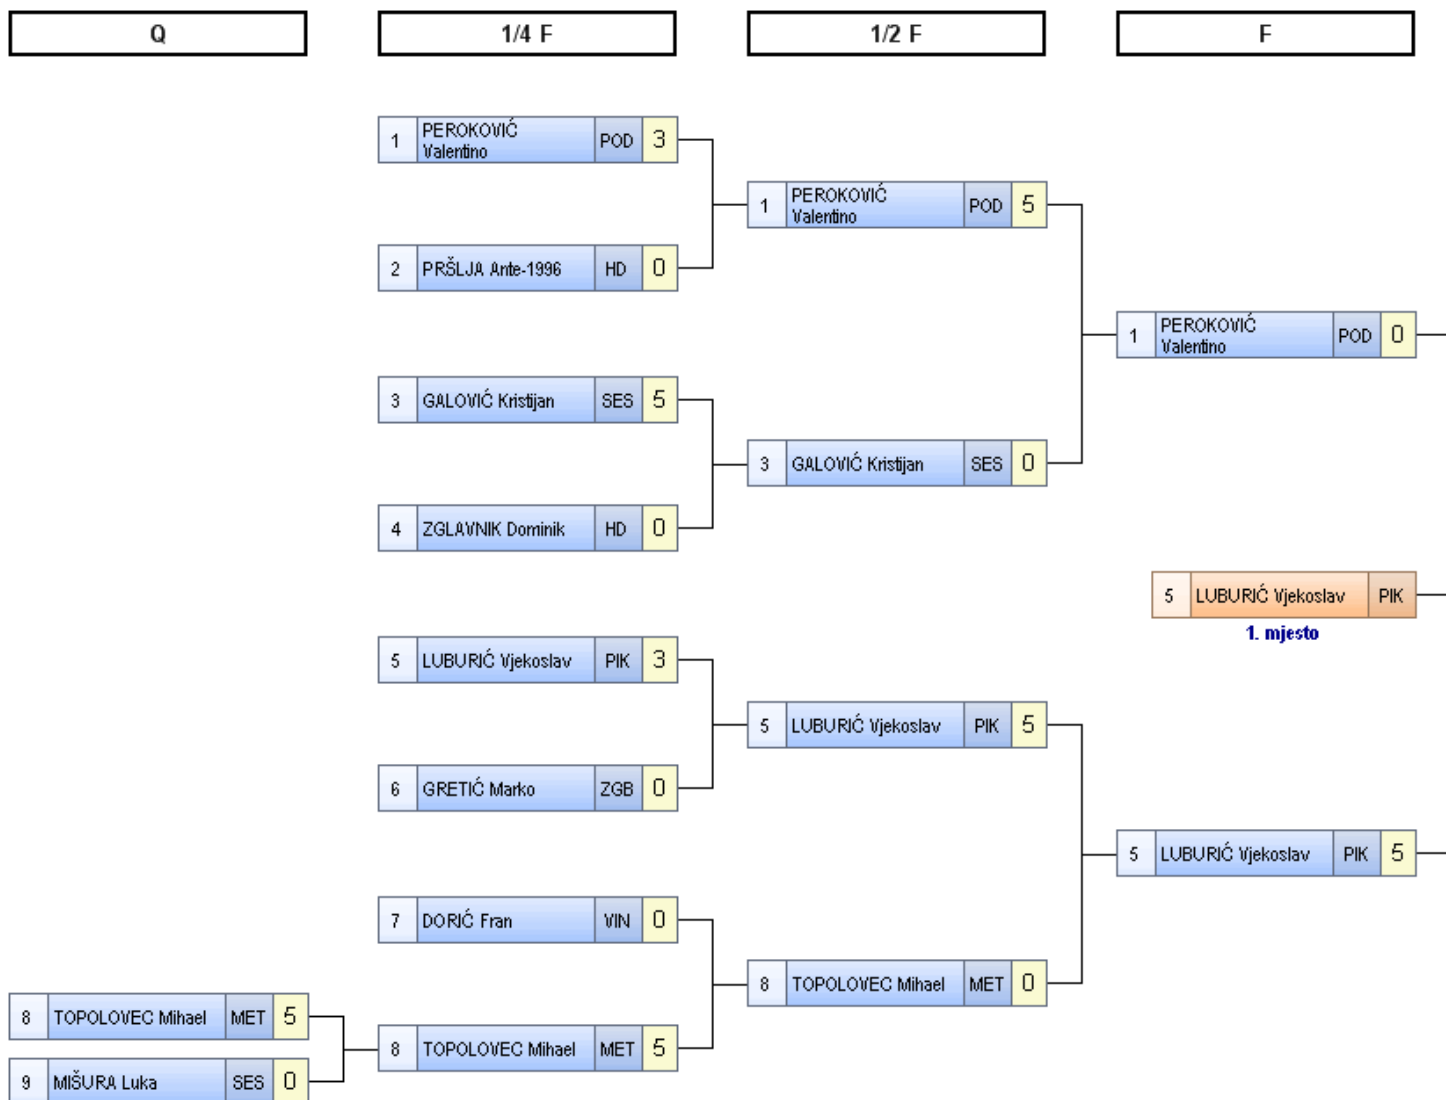 Q 1/4 F 1/2 F F
1 PEROKOVIĆ Valentino POD 3
2 PRŠLJA Ante-1996 HD 0
3 GALOVIĆ Kristijan SES 5
4 ZGLAVNIK Dominik HD 0
5 LUBURIĆ Vjekoslav PIK 3
6 GRETIĆ Marko ZGB 0
7 DORIĆ Fran VIN 0
8 TOPOLOVEC Mihael MET 5
9 MIŠURA Luka SES 0
8 TOPOLOVEC Mihael MET 5
1 PEROKOVIĆ Valentino POD 5
3 GALOVIĆ Kristijan SES 0
5 LUBURIĆ Vjekoslav PIK 5
8 TOPOLOVEC Mihael MET 0
1 PEROKOVIĆ Valentino POD 0
5 LUBURIĆ Vjekoslav PIK
1. mjesto
5 LUBURIĆ Vjekoslav PIK 5